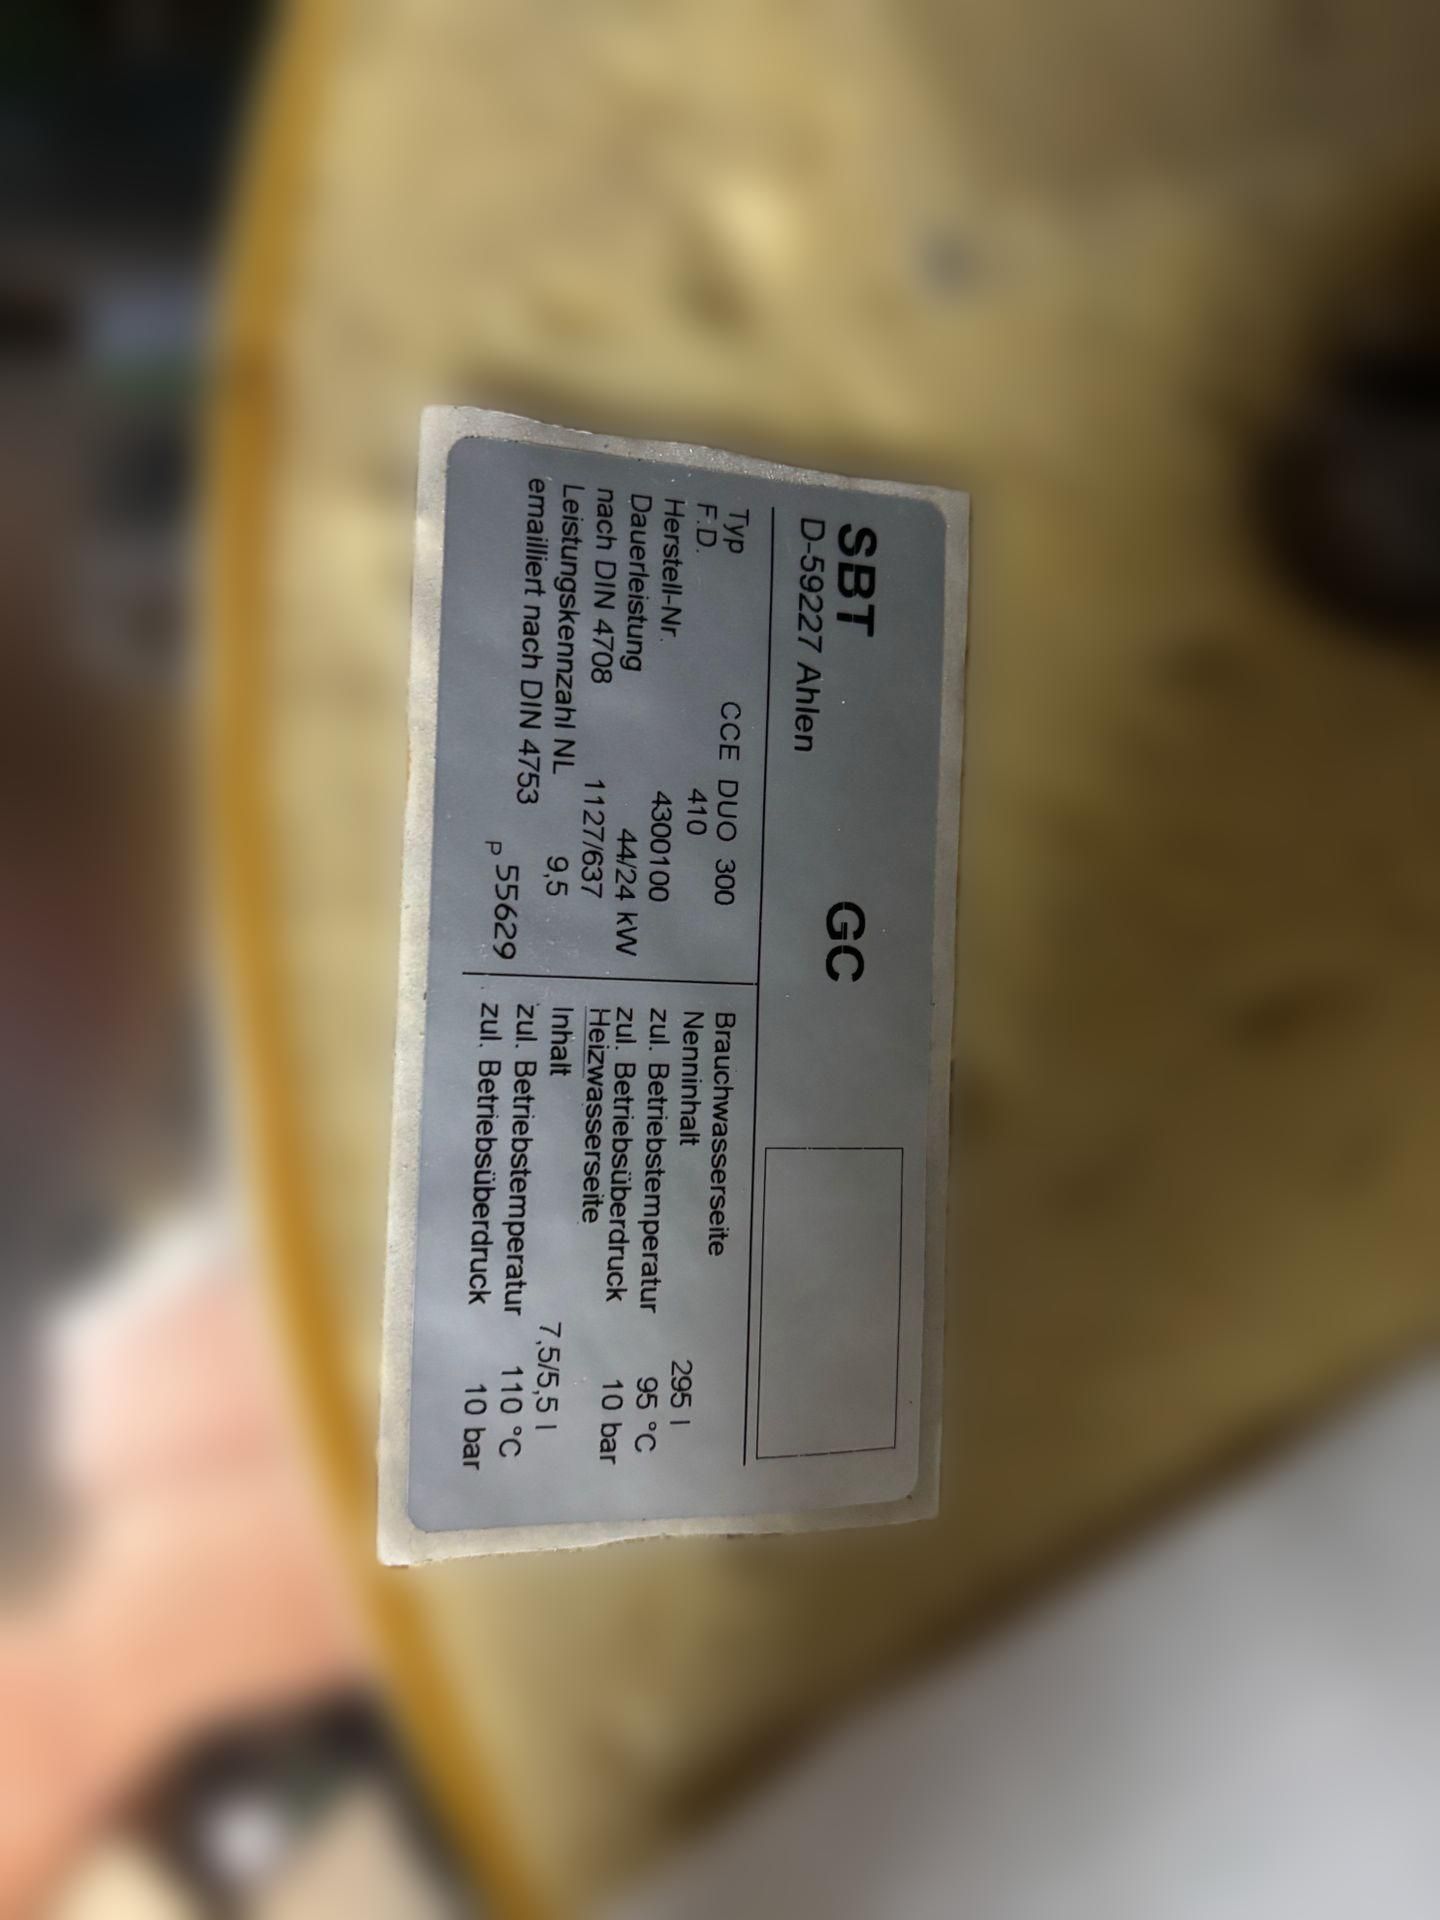 SBT GC
D-59227 Ahlen
Typ CCE DUO 300
F.D. 410
Herstell-Nr. 4300100
Dauerleistung 44/24 kW
nach DIN 4708 1127/637
Leistungskennzahl NL 9,5
emailliert nach DIN 4753
P 55629
Brauchwasserseite
Nenninhalt 295 l
zul. Betriebstemperatur 95 °C
zul. Betriebsüberdruck 10 bar
Heizwasserseite
Inhalt 7,5/5,5 l
zul. Betriebstemperatur 110 °C
zul. Betriebsüberdruck 10 bar